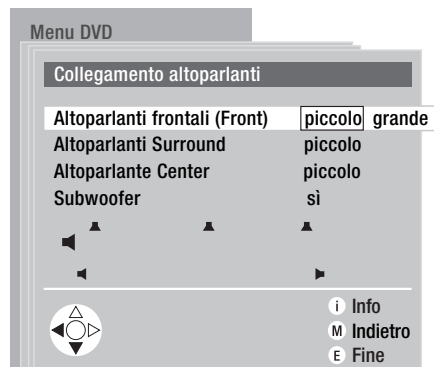 Menu DVD
Collegamento altoparlanti
Altoparlanti frontali (Front) piccolo grande
Altoparlanti Surround piccolo
Altoparlante Center piccolo
Subwoofer sì
i Info
M Indietro
E Fine